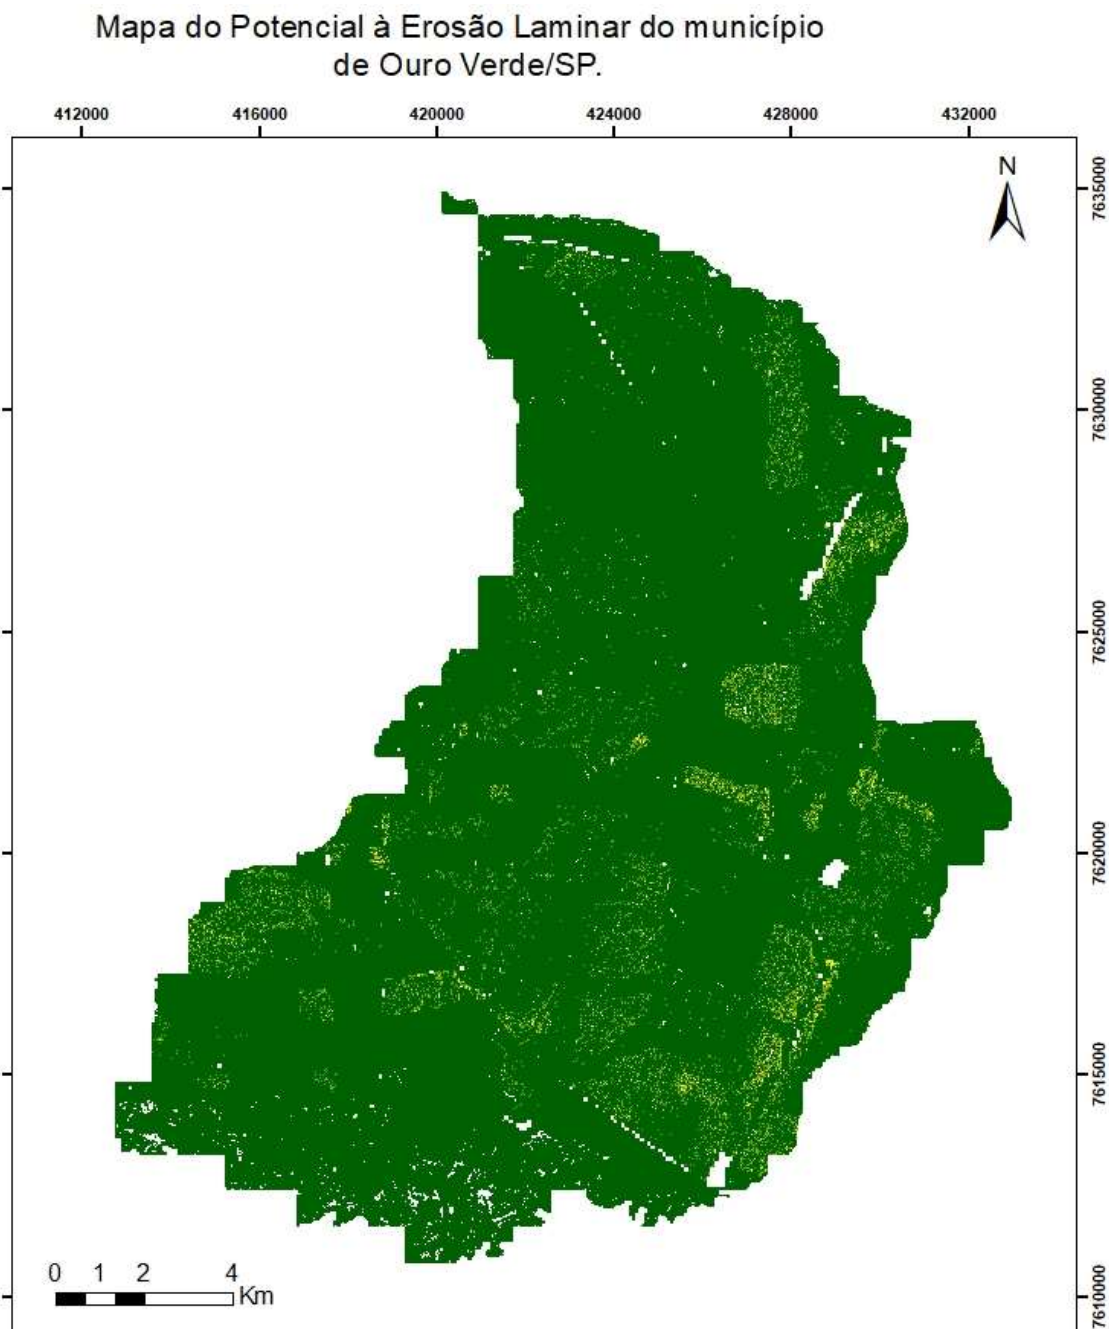 Mapa do Potencial à Erosão Laminar do município
de Ouro Verde/SP.
412000 416000 420000 424000 428000 432000
N
7635000
7630000
7625000
7620000
7615000
7610000
0 1 2 4
Km